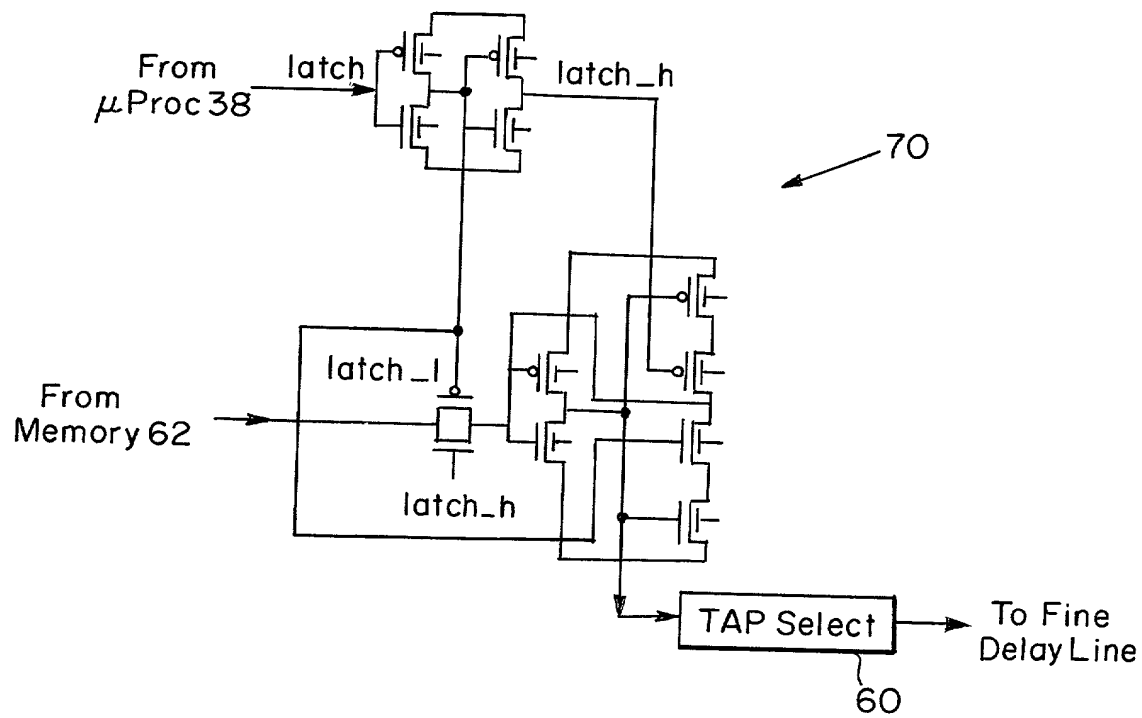 From
μProc 38
latch
latch_h
70
latch_l
From
Memory 62
latch_h
TAP Select
To Fine
Delay Line
60